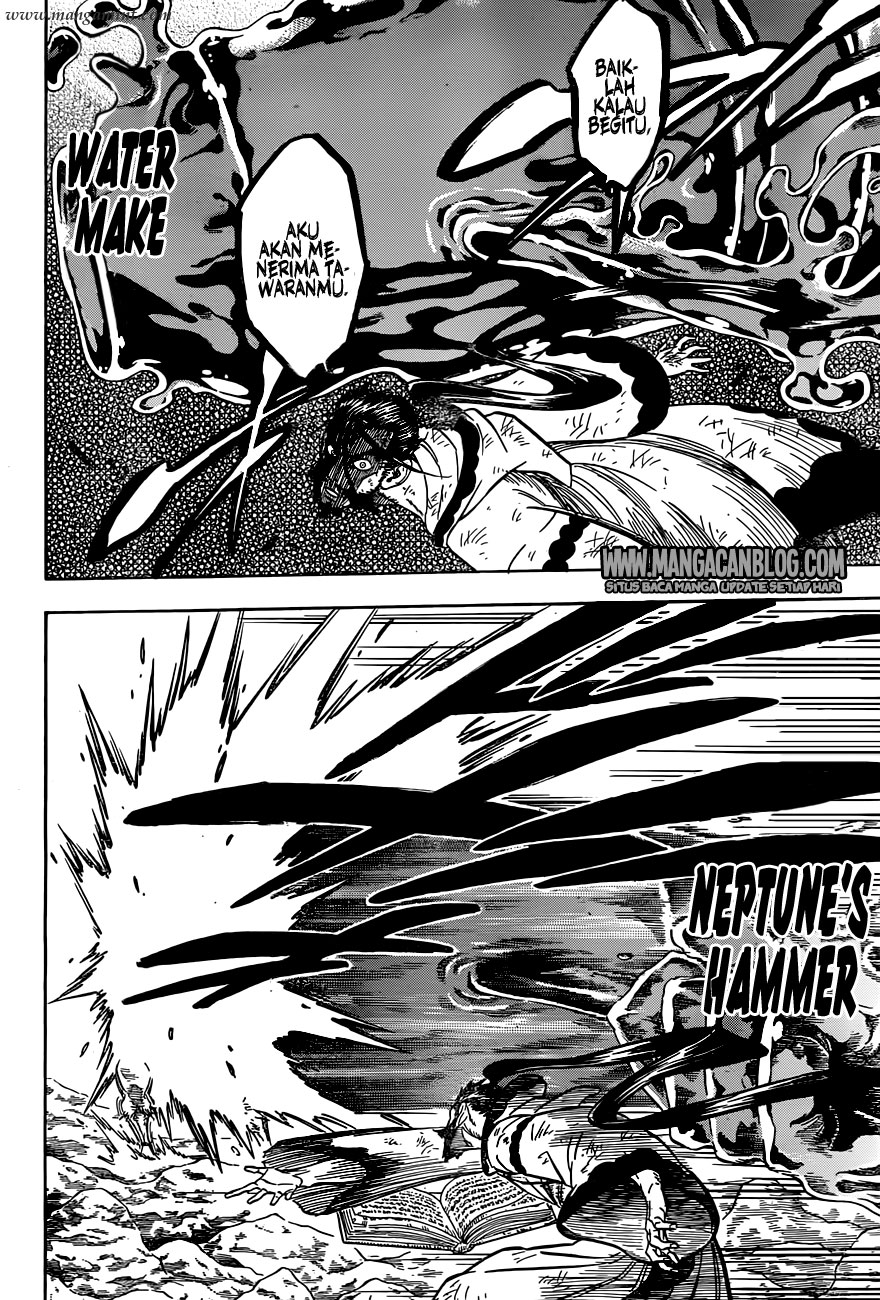 BAIK-
LAH
KALAU
BEGITU,
WATER
MAKE
AKU
AKAN ME-
NERIMA TA-
WARANMU.
WWW.MANGACANBLOG.COM
SITUS BACA MANGA UPDATE SETIAP HARI
NEPTUNE'S
HAMMER